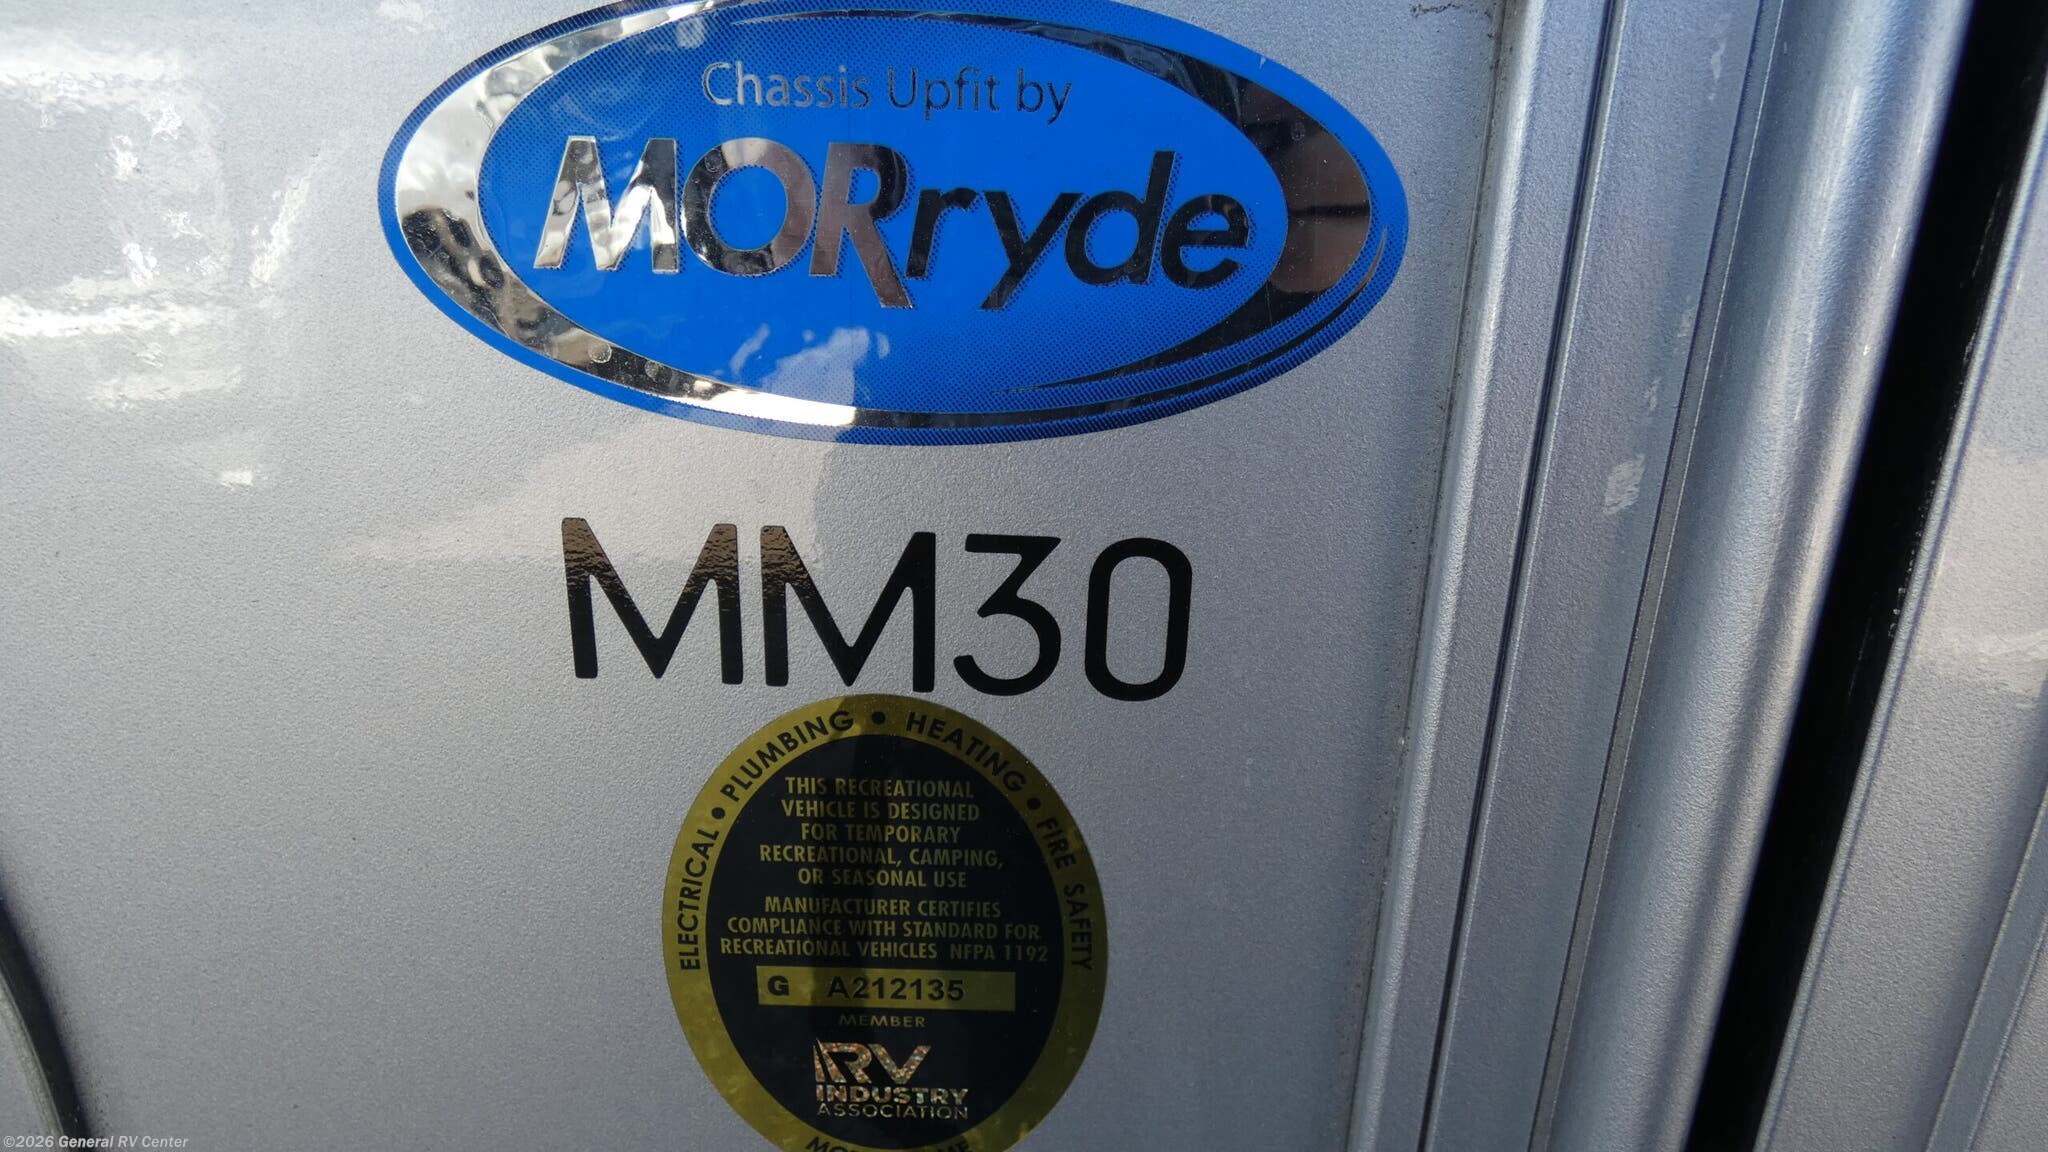 Chassis Upfit by
MORryde
MM30
ELECTRICAL • PLUMBING • HEATING • FIRE SAFETY
THIS RECREATIONAL
VEHICLE IS DESIGNED
FOR TEMPORARY
RECREATIONAL, CAMPING,
OR SEASONAL USE
MANUFACTURER CERTIFIES
COMPLIANCE WITH STANDARD FOR
RECREATIONAL VEHICLES NFPA 1192
G A212135
MEMBER
RV
INDUSTRY
ASSOCIATION
©2026 General RV Center